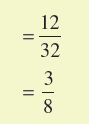 = 12/32
= 3/8